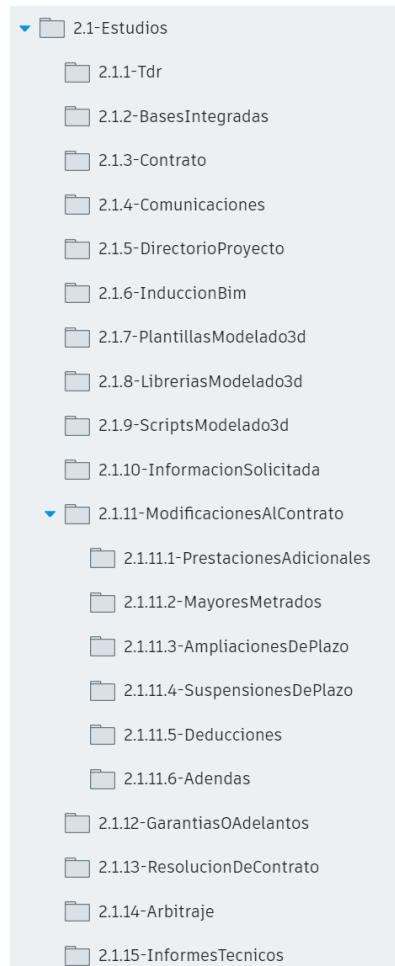 2.1-Estudios
2.1.1-Tdr
2.1.2-BasesIntegradas
2.1.3-Contrato
2.1.4-Comunicaciones
2.1.5-DirectorioProyecto
2.1.6-InduccionBim
2.1.7-PlantillasModelado3d
2.1.8-LibreriasModelado3d
2.1.9-ScriptsModelado3d
2.1.10-InformacionSolicitada
2.1.11-ModificacionesAlContrato
2.1.11.1-PrestacionesAdicionales
2.1.11.2-MayoresMetrados
2.1.11.3-AmpliacionesDePlazo
2.1.11.4-SuspensionesDePlazo
2.1.11.5-Deducciones
2.1.11.6-Adendas
2.1.12-GarantiasOAdelantos
2.1.13-ResolucionDeContrato
2.1.14-Arbitraje
2.1.15-InformesTecnicos